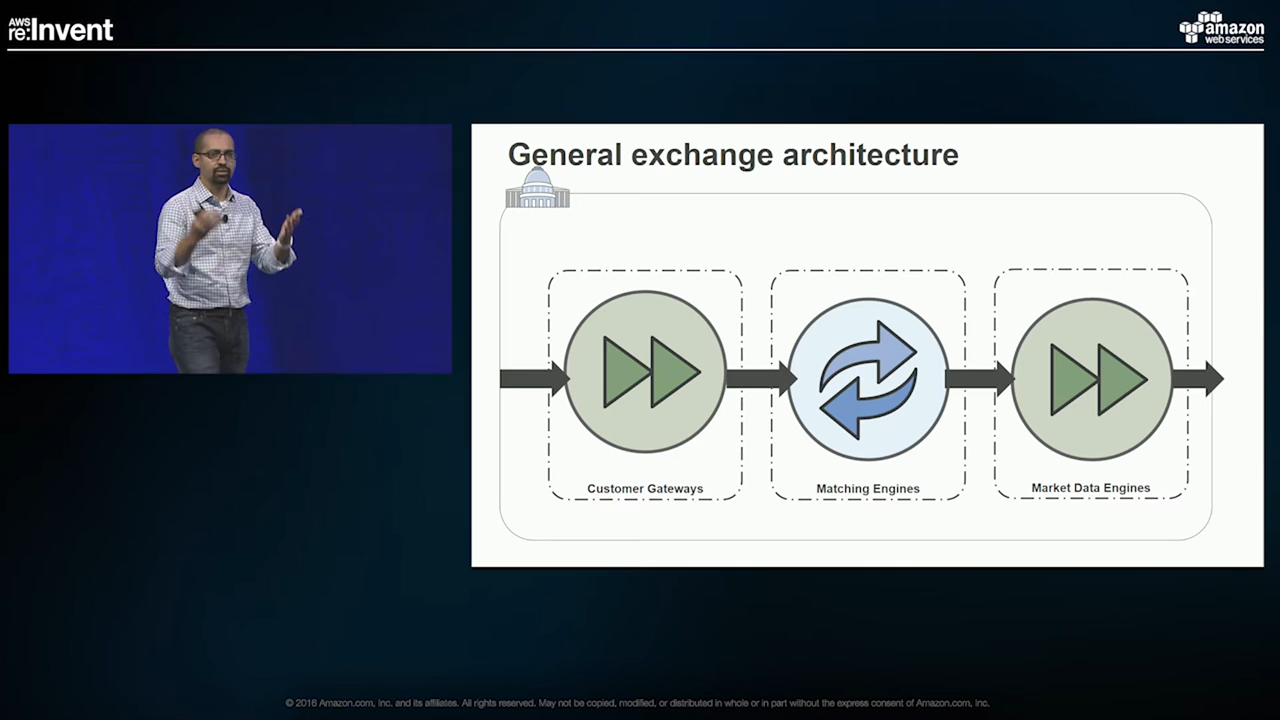 AWS
re:Invent
amazon
web services
General exchange architecture
Customer Gateways
Matching Engines
Market Data Engines
© 2016 Amazon.com, Inc. and its affiliates. All rights reserved. May not be copied, modified, or distributed in whole or in part without the express consent of Amazon.com, Inc.